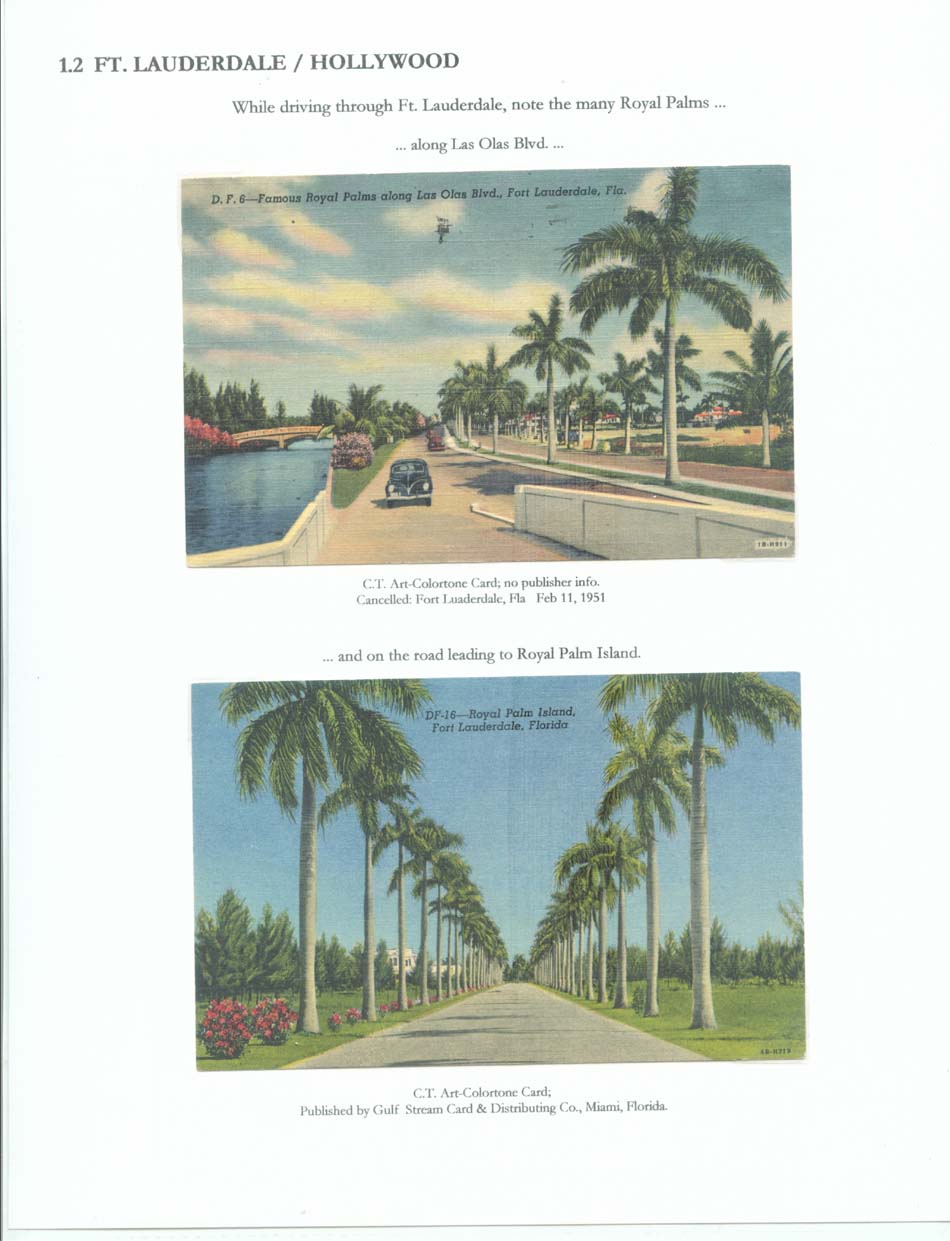 1.2 FT. LAUDERDALE / HOLLYWOOD
While driving through Ft. Lauderdale, note the many Royal Palms ...
... along Las Olas Blvd. ...
D. F. 6—Famous Royal Palms along Las Olas Blvd., Fort Lauderdale, Fla.
1B-H911
C.T. Art-Colortone Card; no publisher info.
Cancelled: Fort Luaderdale, Fla Feb 11, 1951
... and on the road leading to Royal Palm Island.
DF-16—Royal Palm Island,
Fort Lauderdale, Florida
C.T. Art-Colortone Card;
Published by Gulf Stream Card & Distributing Co., Miami, Florida.